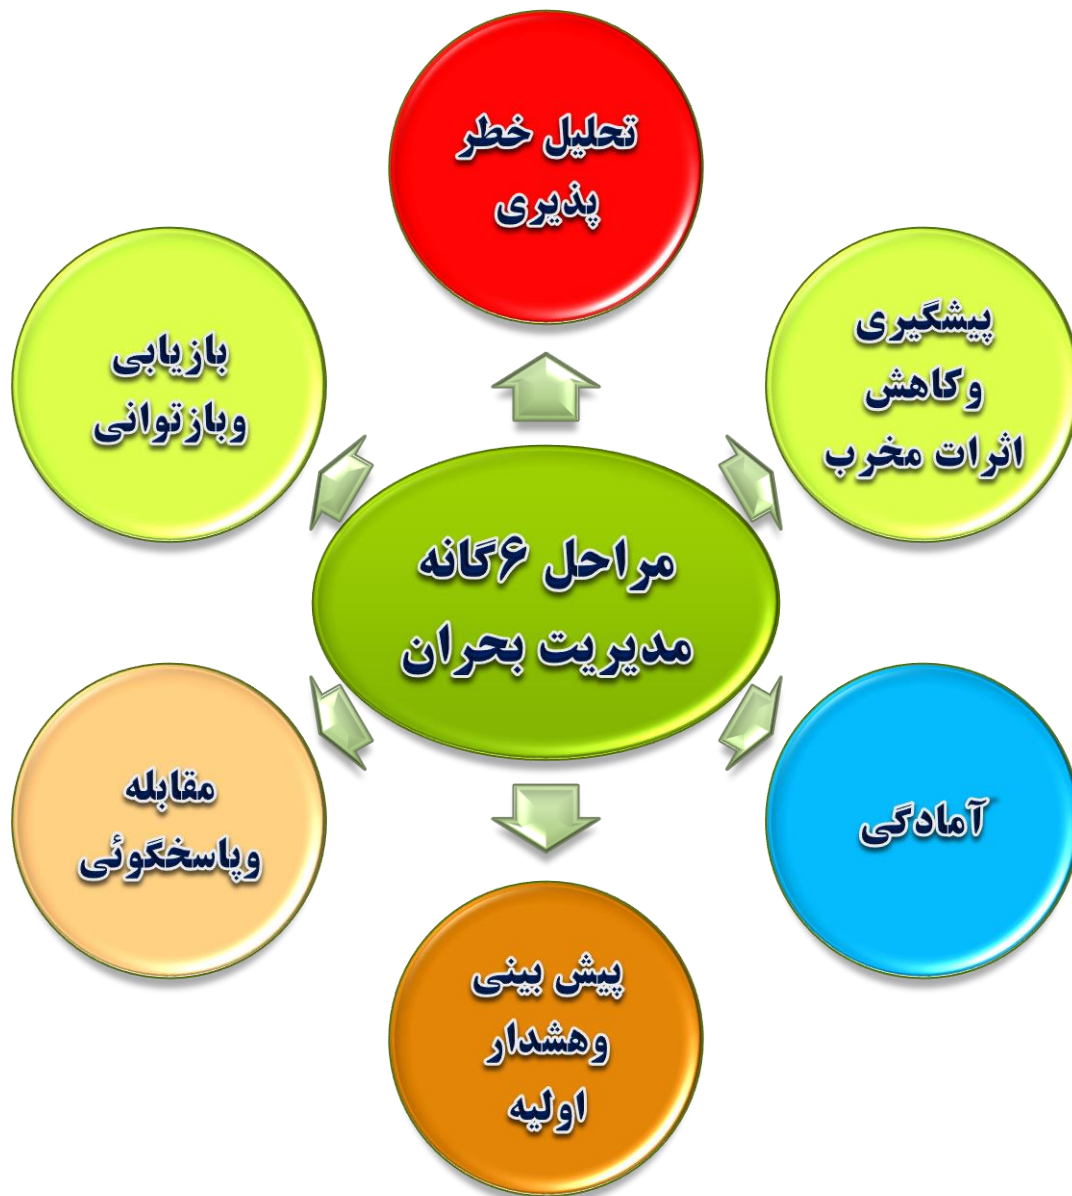 تحلیل خطر
پذیری
پیشگیری
وکاهش
اثرات مخرب
آمادگی
پیش بینی
وهشدار
اولیه
مقابله
وپاسخگوئی
بازیابی
وبازتوانی
مراحل ۶گانه
مدیریت بحران